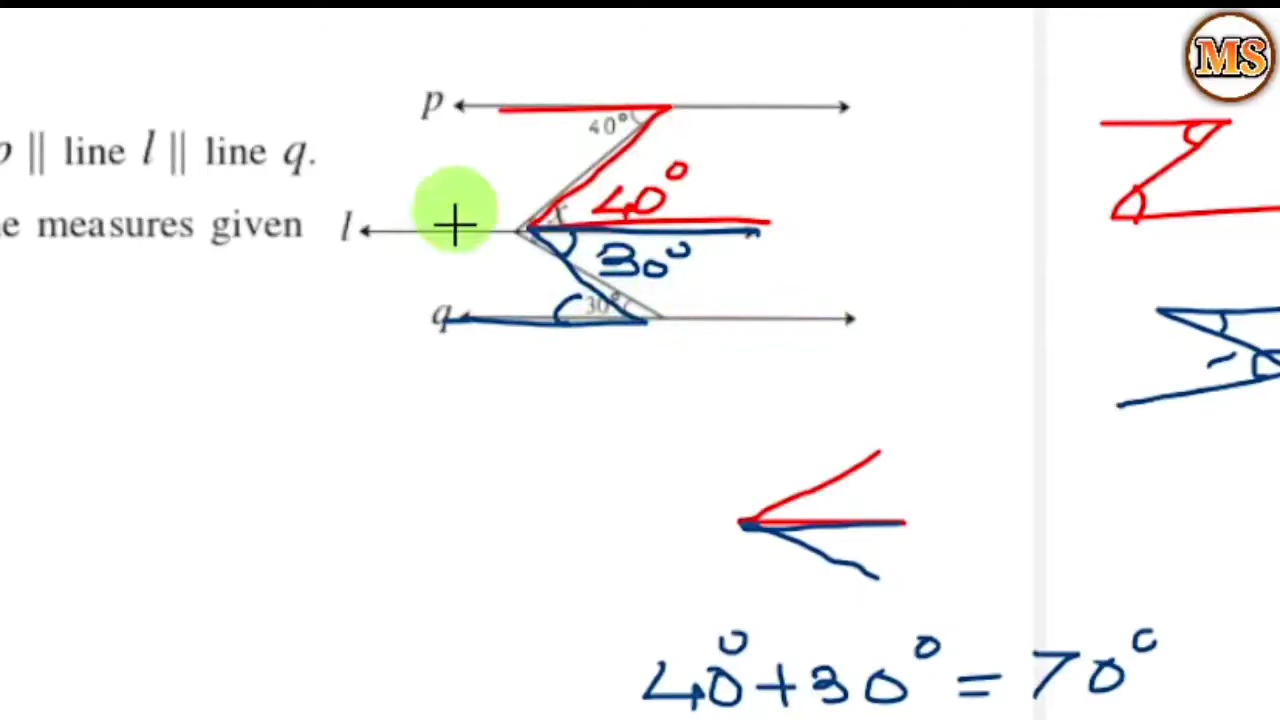 MS
p
40°
ɒ || line l || line q.
40°
x
e measures given l
30°
q 30°
40° + 30° = 70°